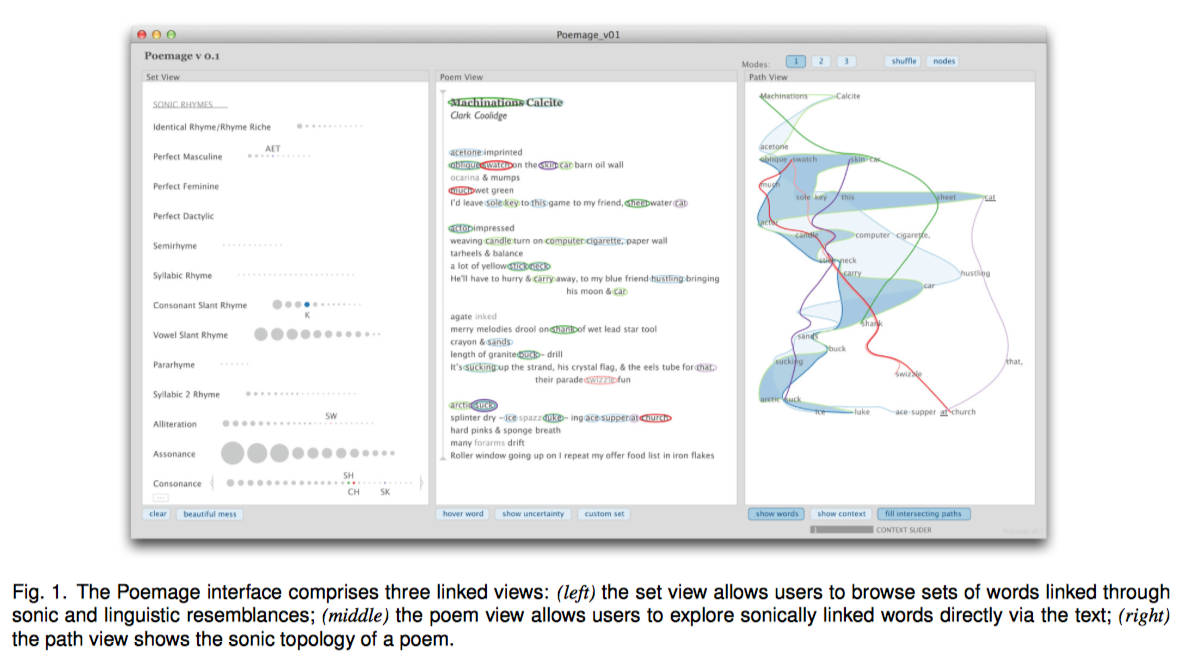 Poemage_v01
Poemage v 0.1
Modes: 1 2 3 shuffle nodes
Set View
SONIC RHYMES
Identical Rhyme/Rhyme Riche
AET
Perfect Masculine
Perfect Feminine
Perfect Dactylic
Semirhyme
Syllabic Rhyme
Consonant Slant Rhyme
K
Vowel Slant Rhyme
Pararhyme
Syllabic 2 Rhyme
SW
Alliteration
Assonance
SH
Consonance
CH SK
clear beautiful mess
Poem View
Machinations Calcite
Clark Coolidge
acetone imprinted
oblique swatch on the skin car barn oil wall
ocarina & mumps
much wet green
I'd leave sole key to this game to my friend, sheet water cat
actor impressed
weaving candle turn on computer cigarette, paper wall
tarheels & balance
a lot of yellow stick neck
He'll have to hurry & carry away, to my blue friend hustling bringing
his moon & car
agate inked
merry melodies drool on shank of wet lead star tool
crayon & sands
length of granite buck - drill
It's sucking up the strand, his crystal flag, & the eels tube for that,
their parade swizzle fun
arctic suck
splinter dry - ice spazz luke - ing ace supper at church
hard pinks & sponge breath
many forarms drift
Roller window going up on I repeat my offer food list in iron flakes
hover word show uncertainty custom set
Path View
Machinations Calcite
acetone
oblique swatch skin car
much
sole key this sheet cat
actor
candle computer cigarette,
stick neck
carry hustling
car
shank
sands
buck
sucking that,
swizzle
arctic suck
ice luke ace supper at church
show words show context fill intersecting paths
CONTEXT SLIDER
Fig. 1. The Poemage interface comprises three linked views: (left) the set view allows users to browse sets of words linked through
sonic and linguistic resemblances; (middle) the poem view allows users to explore sonically linked words directly via the text; (right)
the path view shows the sonic topology of a poem.